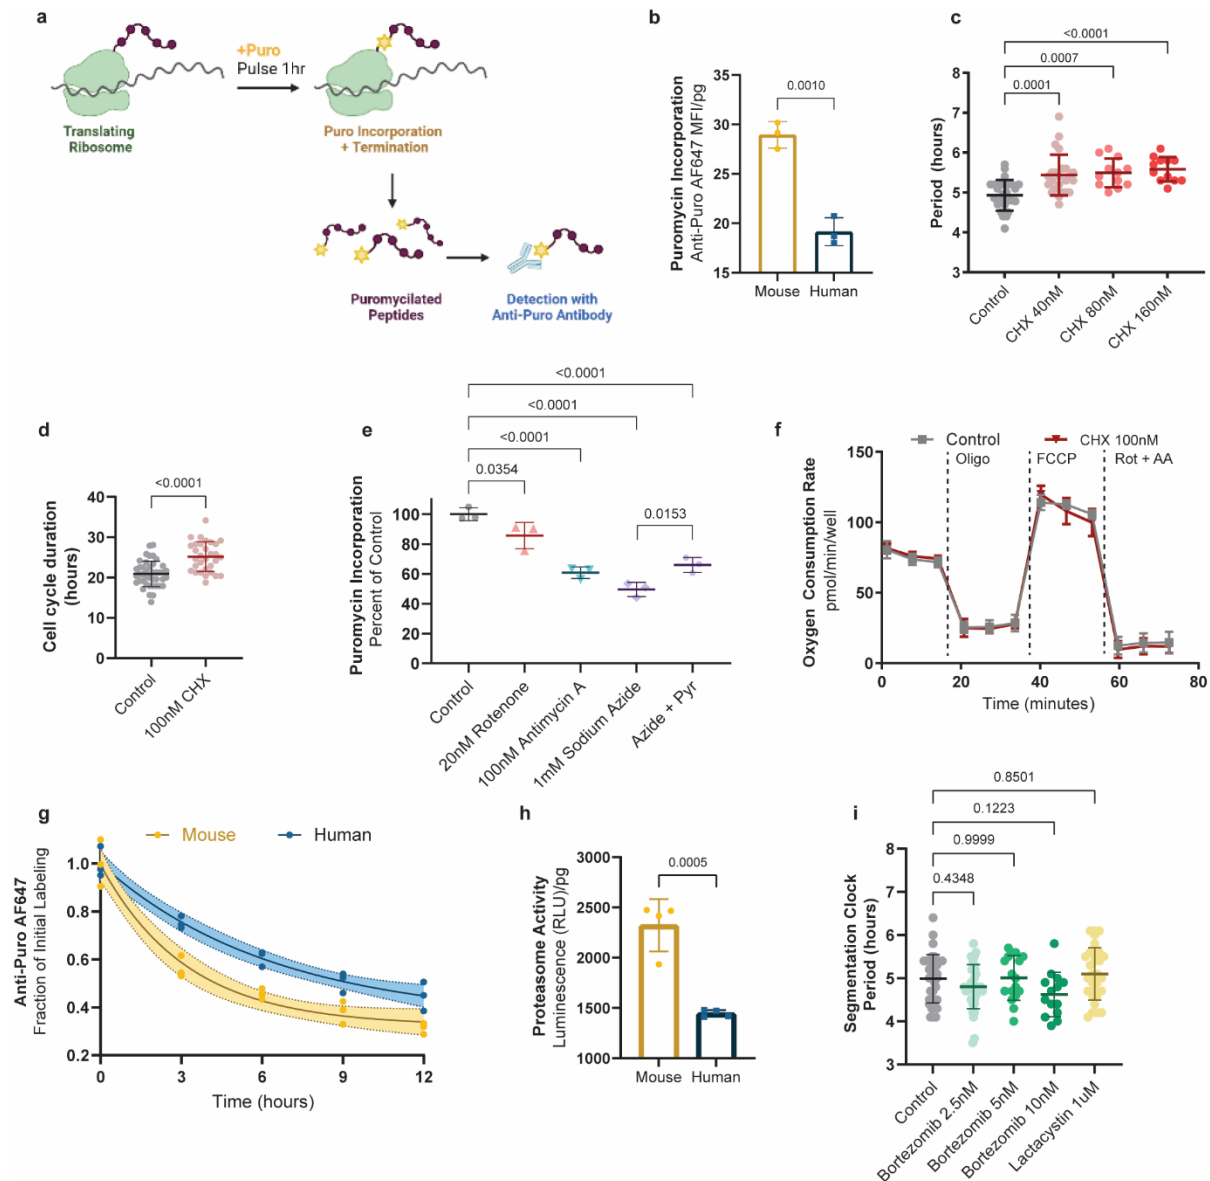 a
+Puro
Pulse 1hr
Translating
Ribosome
Puro Incorporation
+ Termination
Puromycilated
Peptides
Detection with
Anti-Puro Antibody
b
Puromycin Incorporation
Anti-Puro AF647 MFI/pg
35
30
25
20
15
0.0010
Mouse
Human
c
Period (hours)
8
7
6
5
4
3
<0.0001
0.0007
0.0001
Control
CHX 40nM
CHX 80nM
CHX 160nM
d
Cell cycle duration
(hours)
40
30
20
10
0
<0.0001
Control
100nM CHX
e
Puromycin Incorporation
Percent of Control
100
80
60
40
20
0
<0.0001
<0.0001
<0.0001
0.0354
0.0153
Control
20nM Rotenone
100nM Antimycin A
1mM Sodium Azide
Azide + Pyr
f
Control
CHX 100nM
Oligo
FCCP
Rot + AA
Oxygen Consumption Rate
pmol/min/well
150
100
50
0
0
20
40
60
80
Time (minutes)
g
Mouse
Human
Anti-Puro AF647
Fraction of Initial Labeling
1.0
0.8
0.6
0.4
0.2
0
3
6
9
12
Time (hours)
h
Proteasome Activity
Luminescence (RLU)/pg
3000
2500
2000
1500
1000
0.0005
Mouse
Human
i
Segmentation Clock
Period (hours)
8
7
6
5
4
3
0.8501
0.1223
0.9999
0.4348
Control
Bortezomib 2.5nM
Bortezomib 5nM
Bortezomib 10nM
Lactacystin 1uM